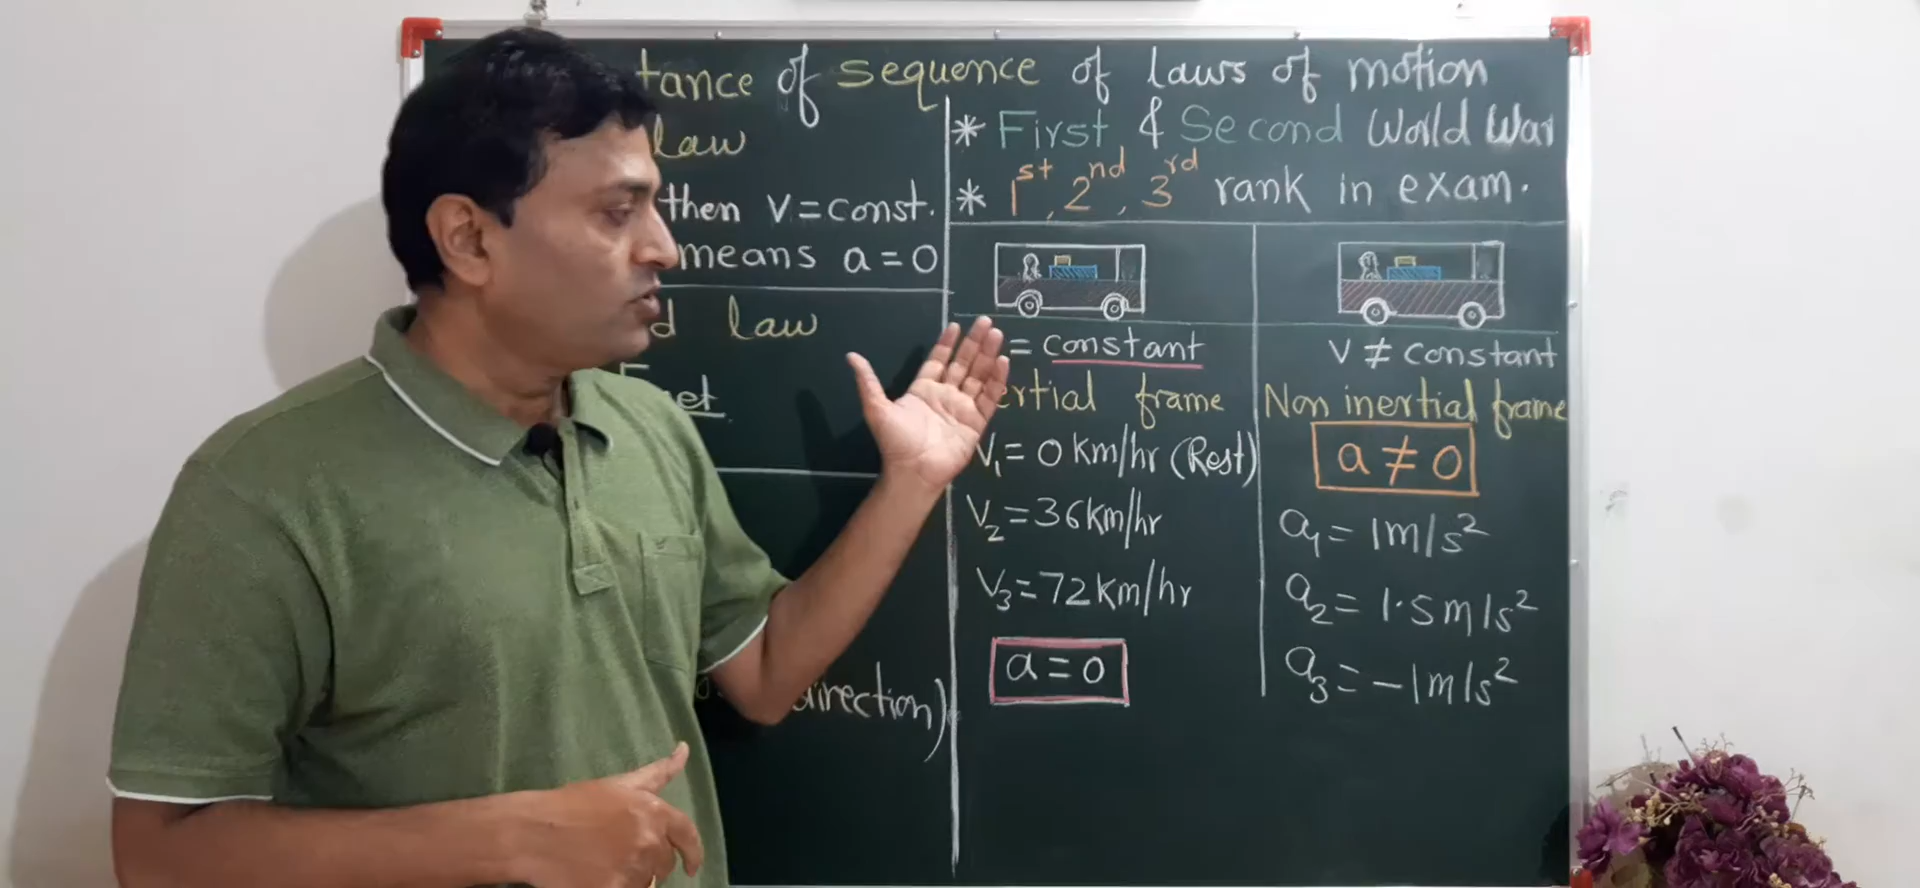 tance of sequence of laws of motion
law
then v = const.
means a = 0
d law
et
direction)
* First & Second World War
* 1st, 2nd, 3rd rank in exam.
= constant
ertial frame
V1 = 0 km/hr (Rest)
V2 = 36 km/hr
V3 = 72 km/hr
a = 0
V ≠ constant
Non inertial frame
a ≠ 0
a1 = 1 m/s²
a2 = 1.5 m/s²
a3 = -1 m/s²